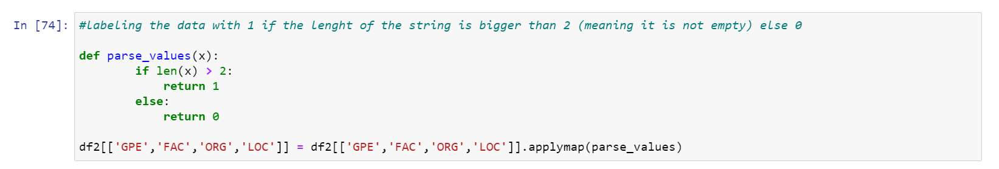 In [74]: #labeling the data with 1 if the lenght of the string is bigger than 2 (meaning it is not empty) else 0
def parse_values(x):
        if len(x) > 2:
            return 1
        else:
            return 0
df2[['GPE','FAC','ORG','LOC']] = df2[['GPE','FAC','ORG','LOC']].applymap(parse_values)